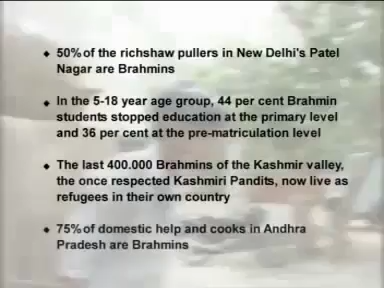 50% of the richshaw pullers in New Delhi's Patel
Nagar are Brahmins
In the 5-18 year age group, 44 per cent Brahmin
students stopped education at the primary level
and 36 per cent at the pre-matriculation level
The last 400.000 Brahmins of the Kashmir valley,
the once respected Kashmiri Pandits, now live as
refugees in their own country
75% of domestic help and cooks in Andhra
Pradesh are Brahmins